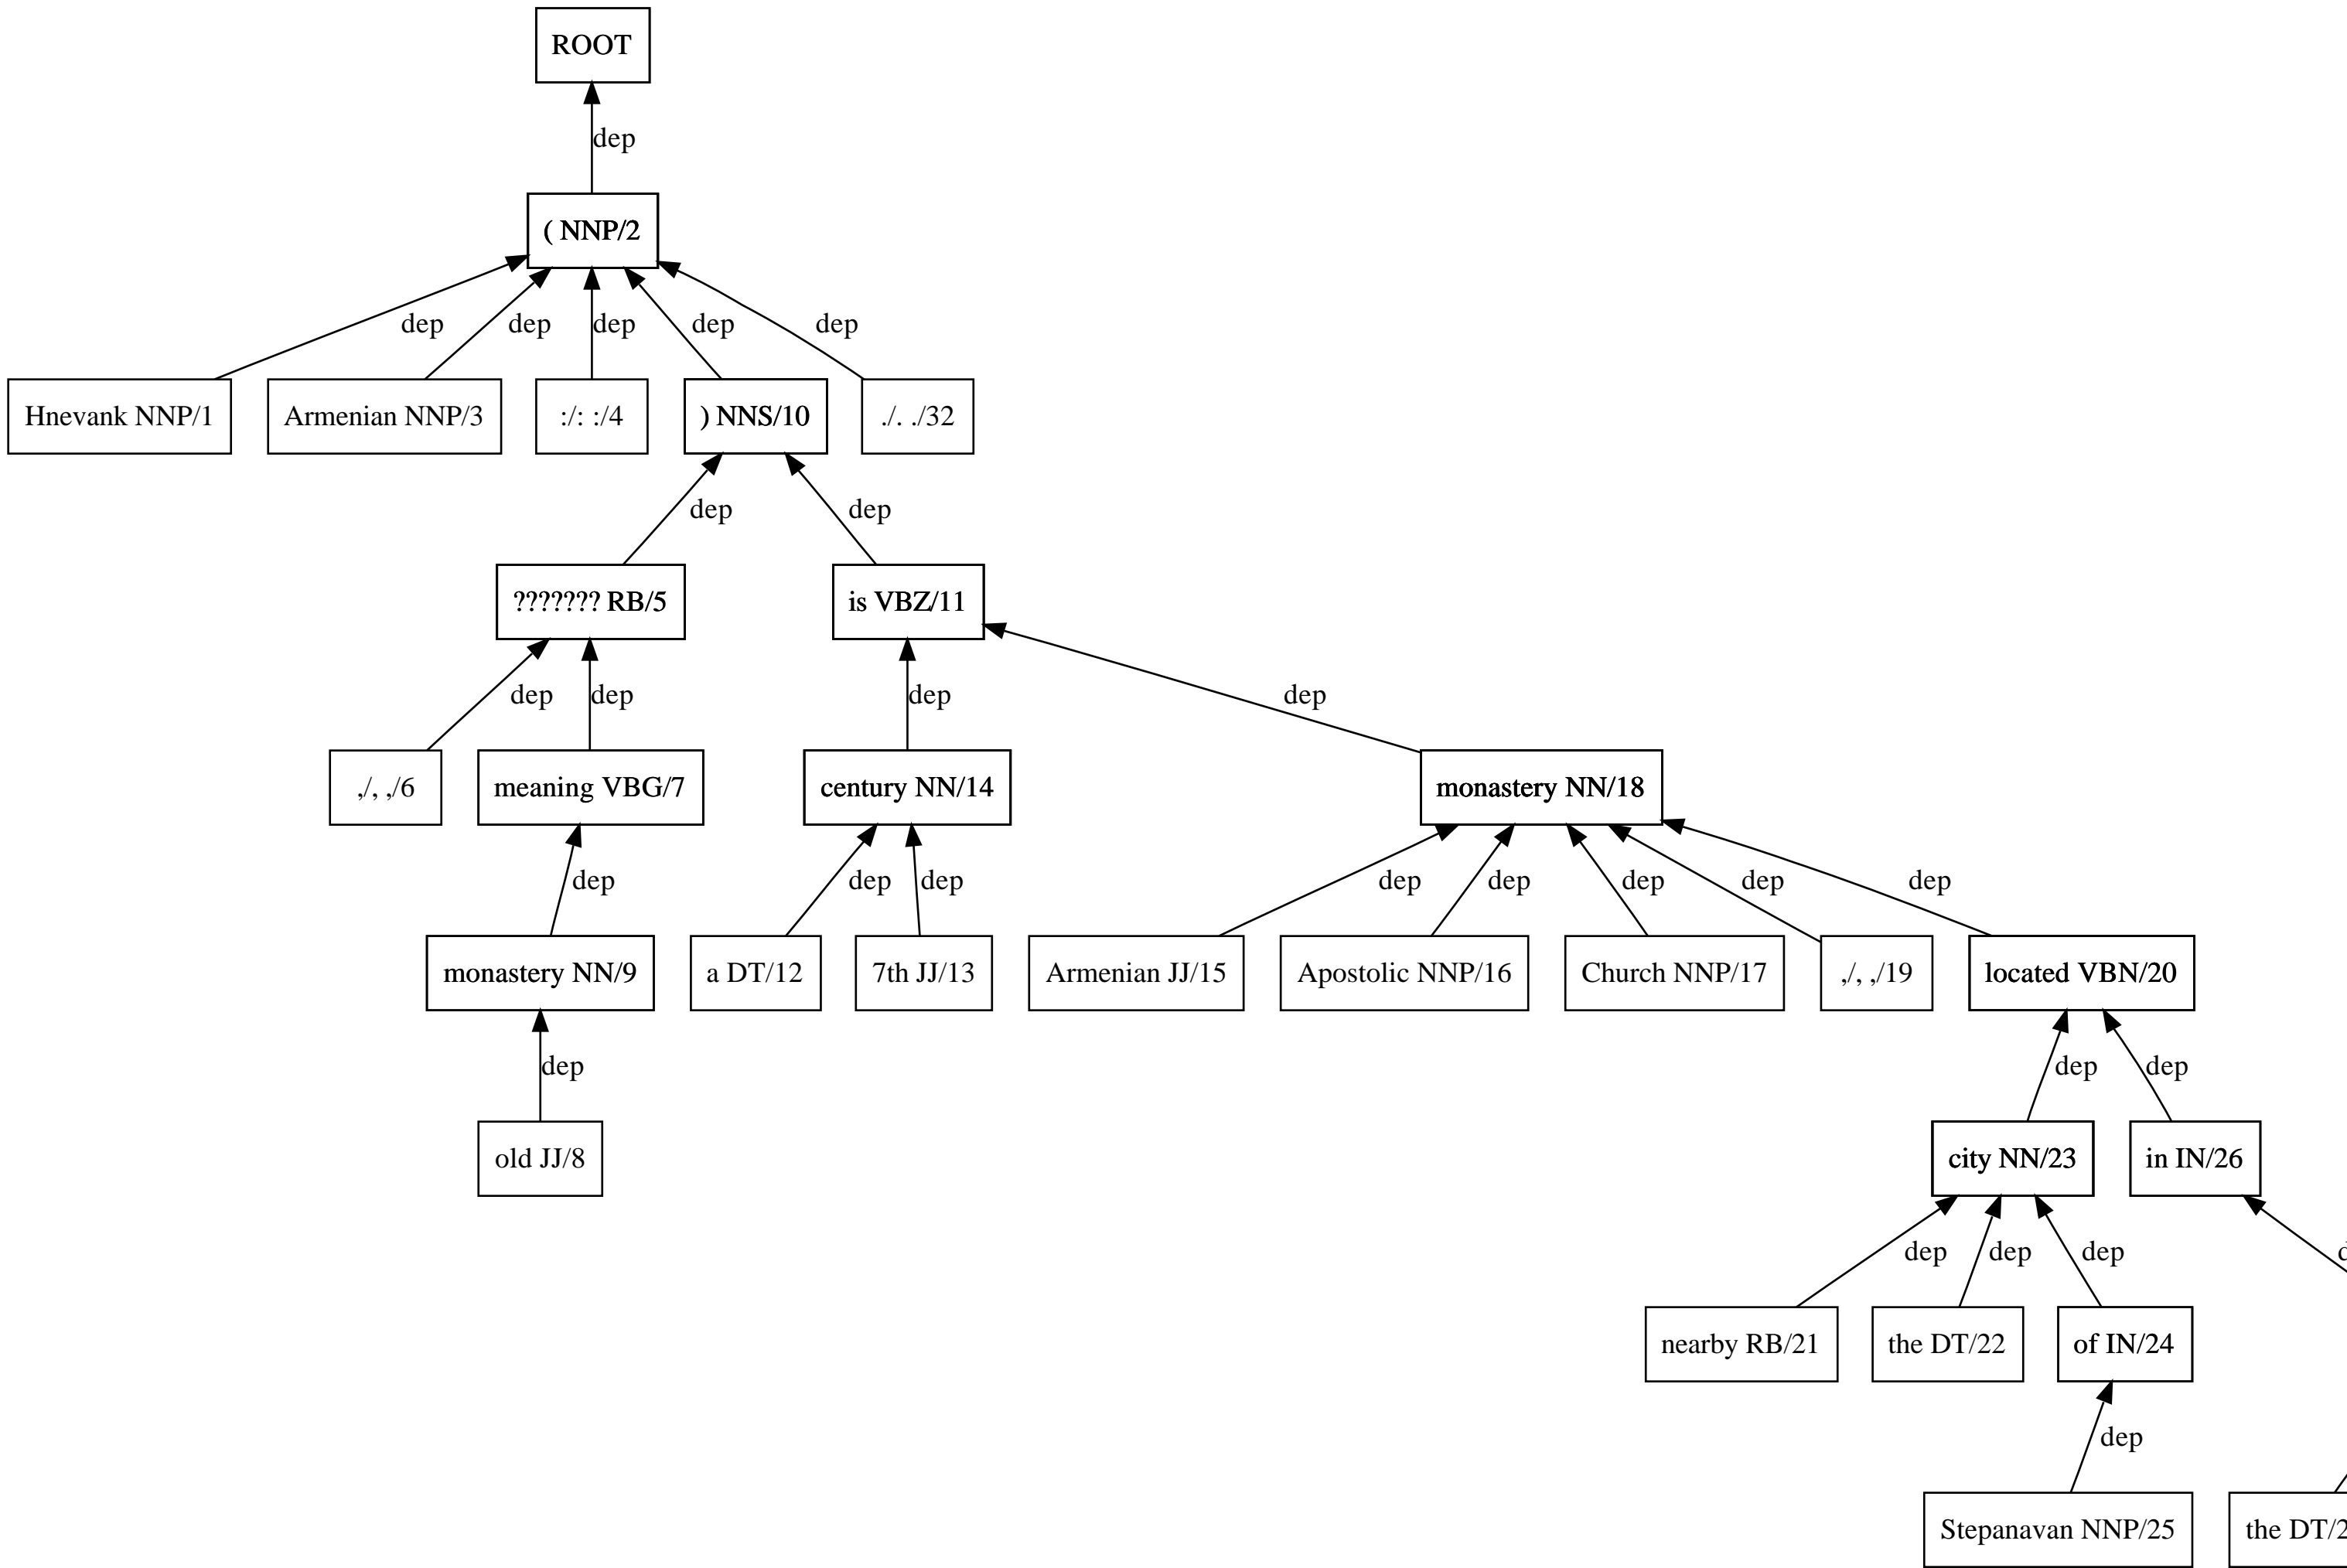 ROOT
dep
( NNP/2
dep dep dep dep dep
Hnevank NNP/1 Armenian NNP/3 :/: :/4 ) NNS/10 ./. ./32
dep dep
??????? RB/5 is VBZ/11
dep dep dep dep
,/, ,/6 meaning VBG/7 century NN/14 monastery NN/18
dep dep dep dep dep dep dep dep
monastery NN/9 a DT/12 7th JJ/13 Armenian JJ/15 Apostolic NNP/16 Church NNP/17 ,/, ,/19 located VBN/20
dep dep dep
old JJ/8 city NN/23 in IN/26
dep dep dep
nearby RB/21 the DT/22 of IN/24
dep
Stepanavan NNP/25 the DT/2